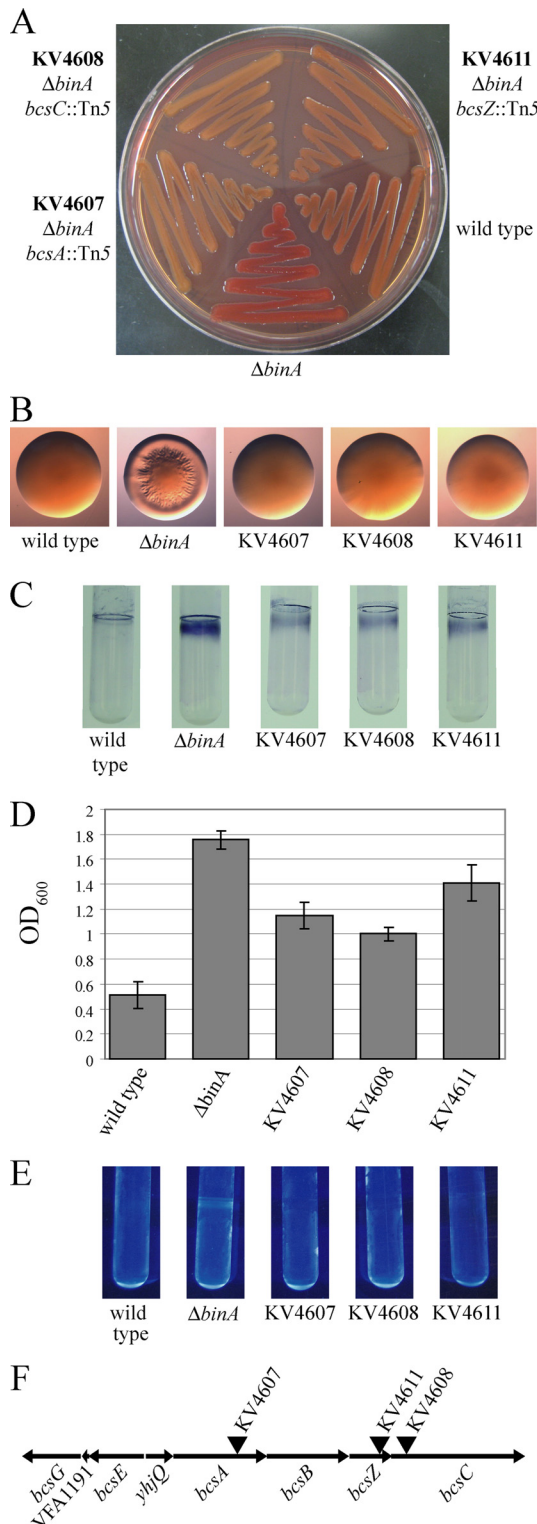 A
KV4608
ΔbinA
bcsC::Tn5
KV4611
ΔbinA
bcsZ::Tn5
KV4607
ΔbinA
bcsA::Tn5
wild type
ΔbinA
B
wild type
ΔbinA
KV4607
KV4608
KV4611
C
wild
type
ΔbinA
KV4607
KV4608
KV4611
D
2
1.8
1.6
1.4
1.2
1
0.8
0.6
0.4
0.2
0
OD600
wild type
ΔbinA
KV4607
KV4608
KV4611
E
wild
type
ΔbinA
KV4607
KV4608
KV4611
F
KV4607
KV4611
KV4608
bcsG
VFA1191
bcsE
yhjQ
bcsA
bcsB
bcsZ
bcsC